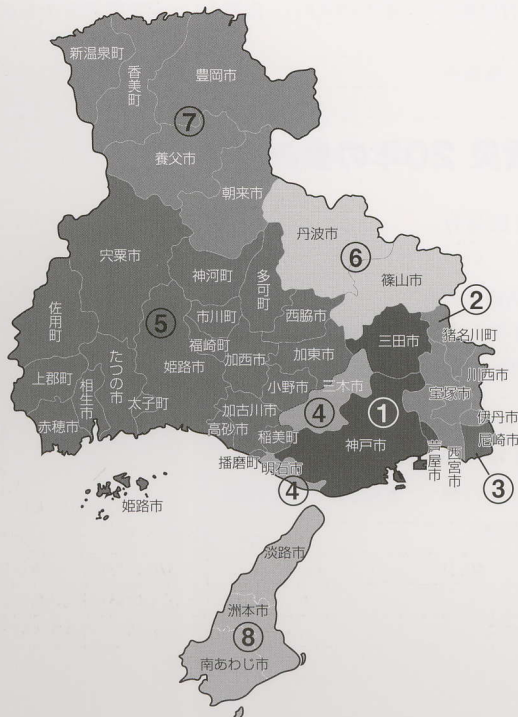 新温泉町
香美町
豊岡市
⑦
養父市
朝来市
丹波市
⑥
篠山市
宍粟市
神河町
多可町
②
佐用町
⑤
市川町
西脇市
三田市
猪名川町
福崎町
加西市
加東市
川西市
上郡町
相生市
たつの市
姫路市
小野市
三木市
宝塚市
赤穂市
太子町
加古川市
④
①
伊丹市
高砂市
稲美町
神戸市
芦屋市
西宮市
尼崎市
播磨町
明石市
③
④
姫路市
淡路市
洲本市
⑧
南あわじ市